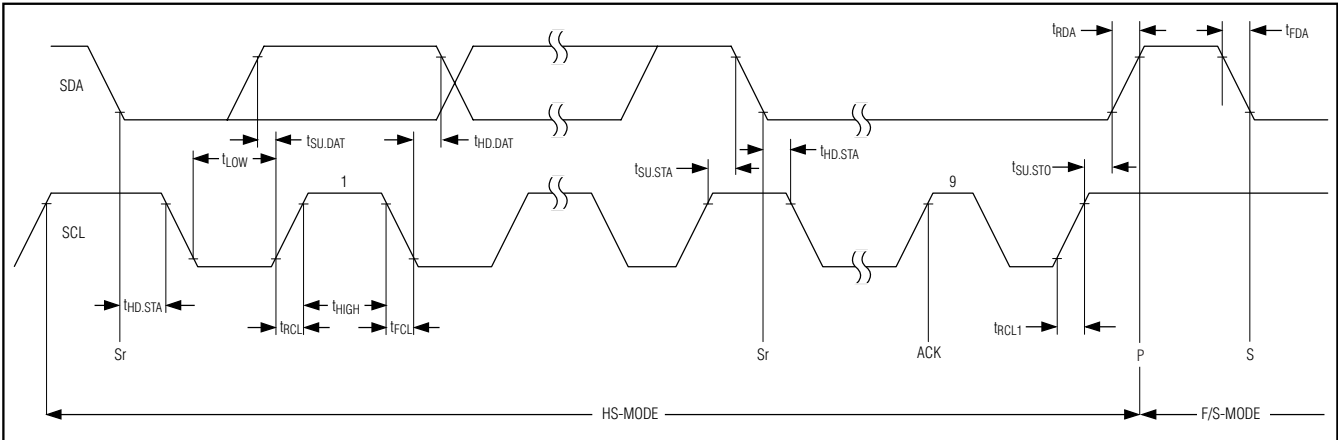 tRDA
tFDA
SDA
tSU.DAT
tHD.DAT
tLOW
tHD.STA
tSU.STA
tSU.STO
1
9
SCL
tHD.STA
tHIGH
tRCL
tFCL
tRCL1
Sr
Sr
ACK
P
S
HS-MODE
F/S-MODE